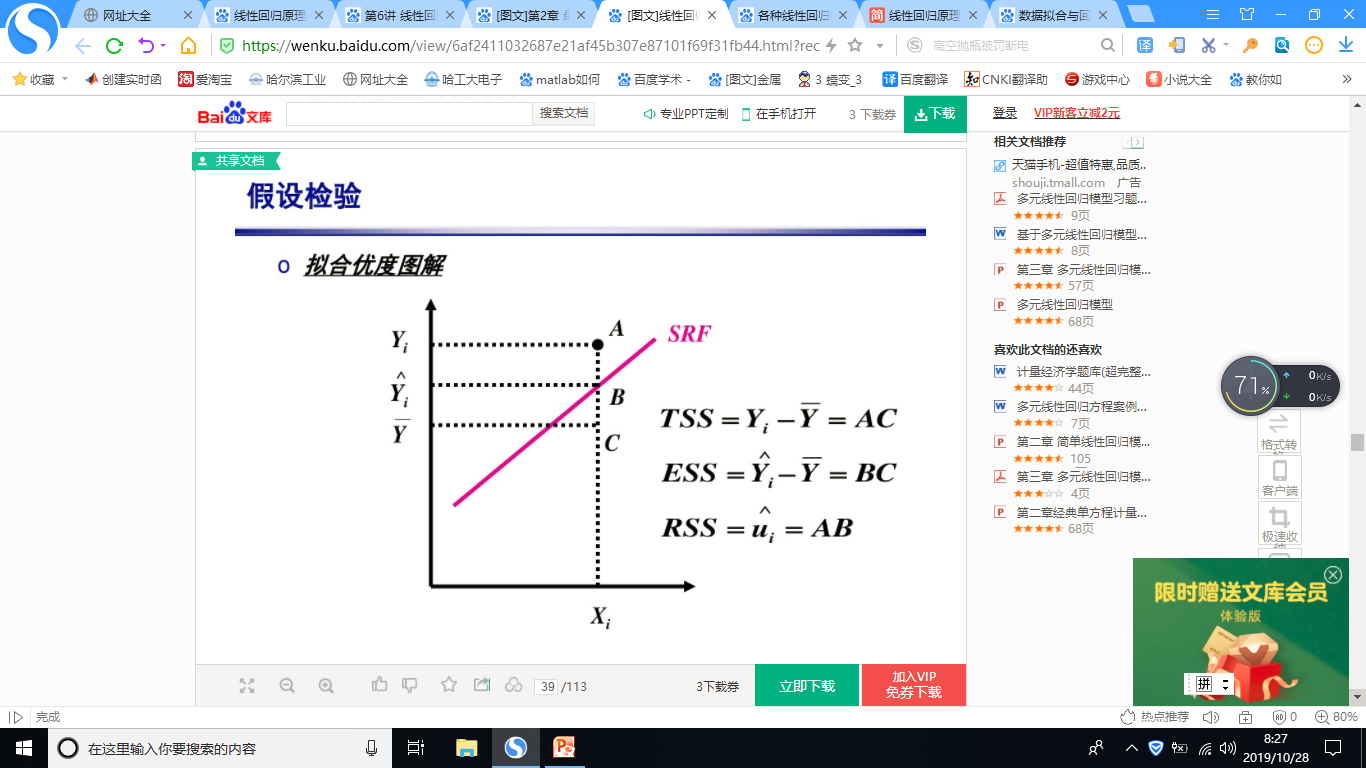 网址大全
线性回归原理
第6讲 线性回
[图文]第2章 最
[图文]线性回
各种线性回归
线性回归原理
数据拟合与回
https://wenku.baidu.com/view/6af2411032687e21af45b307e87101f69f31fb44.html?rec
高空抛瓶被罚断电
收藏
创建实时函
爱淘宝
哈尔滨工业
网址大全
哈工大电子
matlab如何
百度学术 -
[图文]金属
3 蠕变_3
百度翻译
CNKI翻译助
游戏中心
小说大全
教你如
Bai du 文库
搜索文档
专业PPT定制
在手机打开
3 下载券
下载
登录
VIP新客立减2元
共享文档
假设检验
o 拟合优度图解
Yᵢ
Ŷᵢ
Y̅
A
B
C
SRF
Xᵢ
TSS = Yᵢ − Y̅ = AC
ESS = Ŷᵢ − Y̅ = BC
RSS = ûᵢ = AB
相关文档推荐
天猫手机-超值特惠,品质..
shouji.tmall.com 广告
多元线性回归模型习题...
9页
基于多元线性回归模型...
8页
第三章 多元线性回归模...
57页
多元线性回归模型
68页
喜欢此文档的还喜欢
计量经济学题库(超完整...
44页
多元线性回归方程案例...
7页
第二章 简单线性回归模...
105
第三章 多元线性回归模...
4页
第二章经典单方程计量...
68页
71%
0K/s
0K/s
格式转
客户端
极速收
限时赠送文库会员
体验版
拼
39 /113
3下载券
立即下载
加入VIP
免券下载
完成
热点推荐
0
80%
在这里输入你要搜索的内容
8:27
2019/10/28